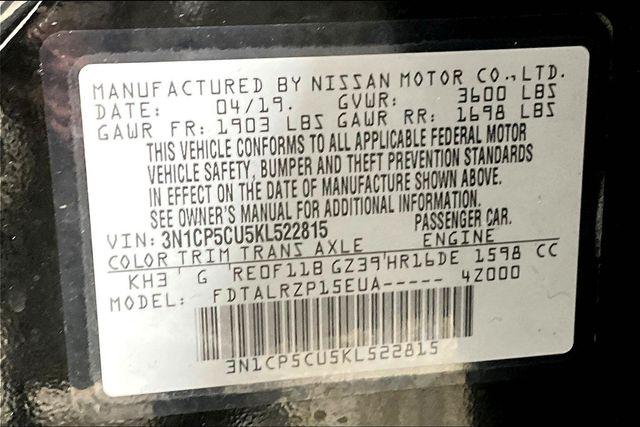 MANUFACTURED BY NISSAN MOTOR CO., LTD.
DATE: 04/19. GVWR: 3600 LBS
GAWR FR: 1903 LBS GAWR RR: 1698 LBS
THIS VEHICLE CONFORMS TO ALL APPLICABLE FEDERAL MOTOR
VEHICLE SAFETY, BUMPER AND THEFT PREVENTION STANDARDS
IN EFFECT ON THE DATE OF MANUFACTURE SHOWN ABOVE.
SEE OWNER'S MANUAL FOR ADDITIONAL INFORMATION.
VIN: 3N1CP5CU5KL522815 PASSENGER CAR.
COLOR TRIM TRANS AXLE ENGINE
KH3 G RE0F11B GZ39 HR16DE 1598 CC
MODEL: FDTALRZP15EUA----- 4Z000
3N1CP5CU5KL522815